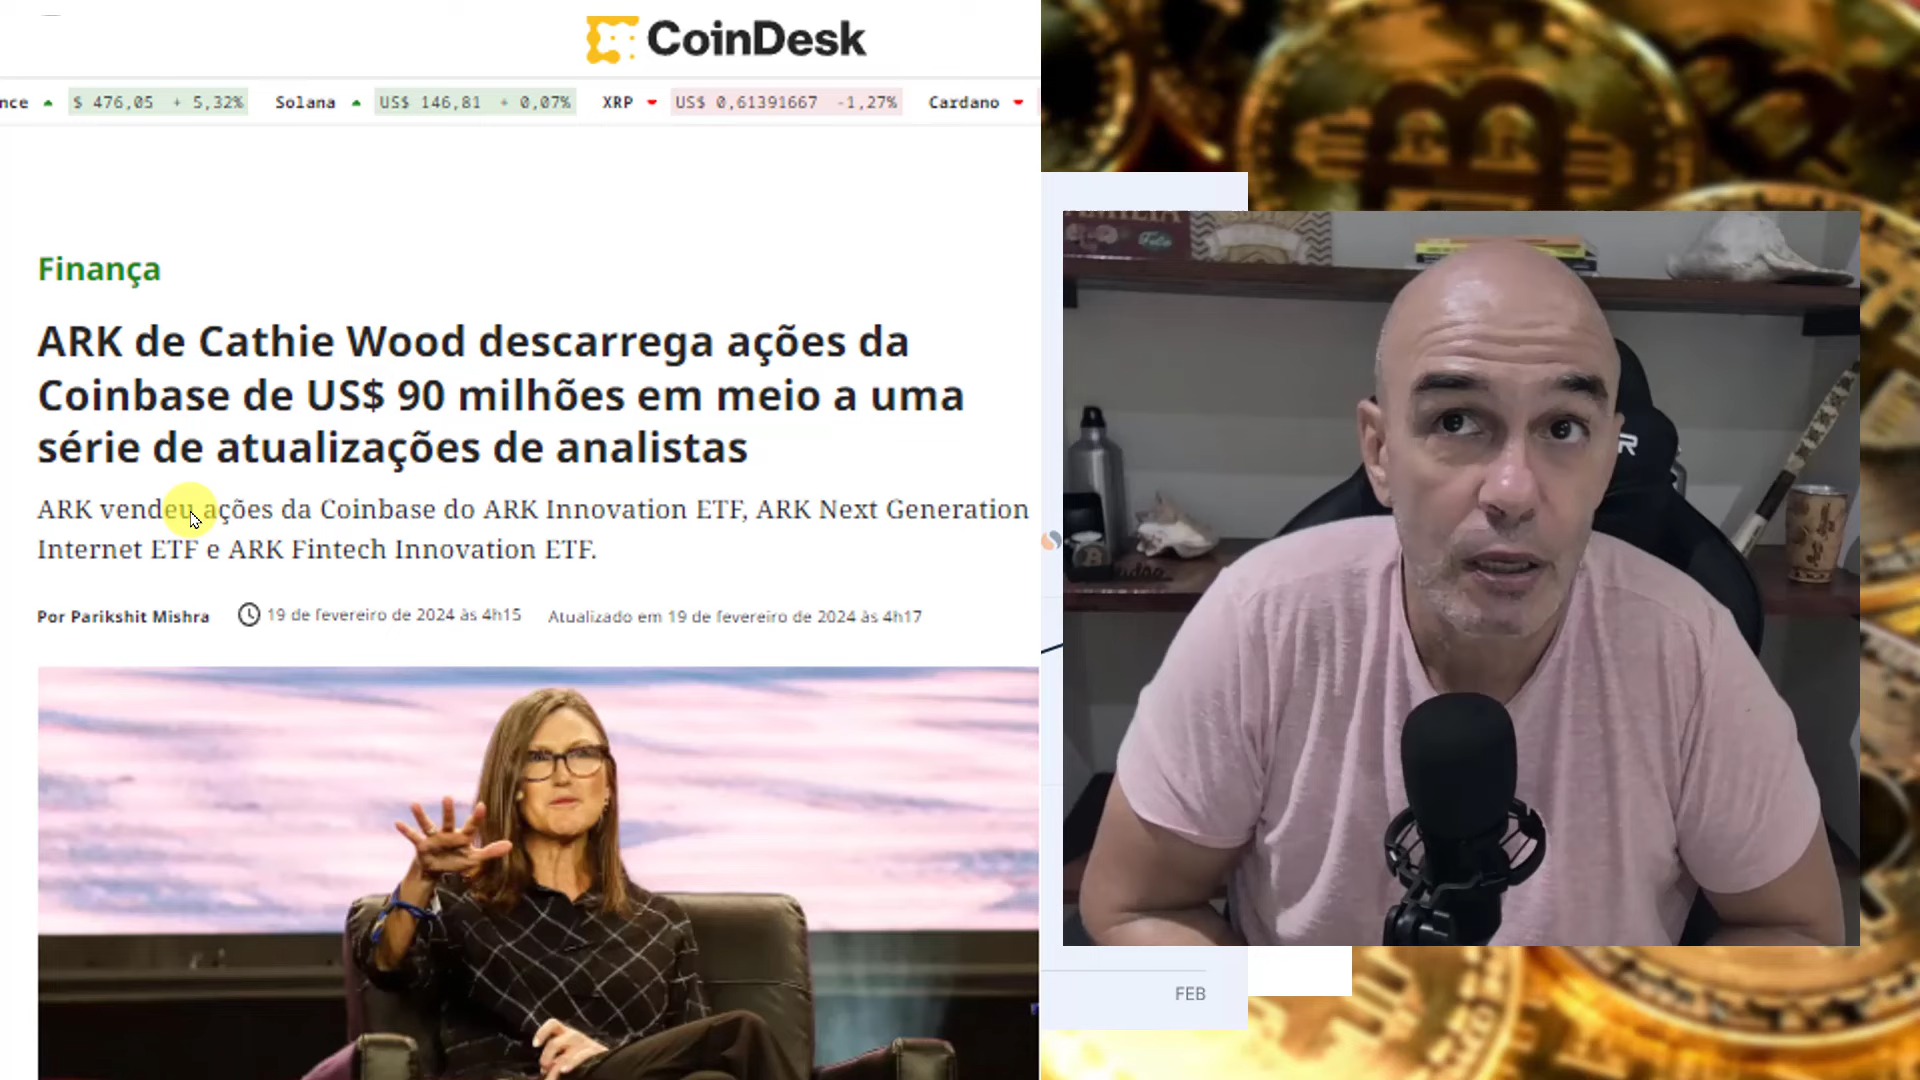 CoinDesk
nce $ 476,05 + 5,32% Solana US$ 146,81 + 0,07% XRP US$ 0,61391667 -1,27% Cardano
Finança
ARK de Cathie Wood descarrega ações da
Coinbase de US$ 90 milhões em meio a uma
série de atualizações de analistas
ARK vendeu ações da Coinbase do ARK Innovation ETF, ARK Next Generation
Internet ETF e ARK Fintech Innovation ETF.
Por Parikshit Mishra 19 de fevereiro de 2024 às 4h15 Atualizado em 19 de fevereiro de 2024 às 4h17
FEB